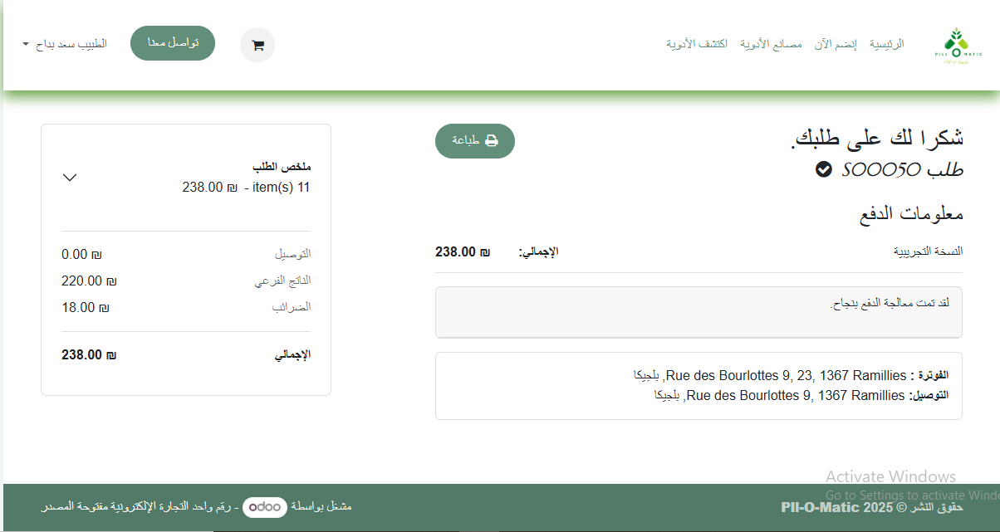 PILL O MATIC
Pill o! Matic
الرئيسية
إنضم الآن
مصانع الأدوية
اكتشف الأدوية
تواصل معنا
الطبيب سعد بداح
شكرا لك على طلبك.
طلب S00050
طباعة
معلومات الدفع
النسخة التجريبية
الإجمالي: 238.00 ₪
لقد تمت معالجة الدفع بنجاح.
الفوترة : Rue des Bourlottes 9, 23, 1367 Ramillies, بلجيكا
التوصيل: Rue des Bourlottes 9, 1367 Ramillies, بلجيكا
ملخص الطلب
11 item(s) - 238.00 ₪
التوصيل 0.00 ₪
الناتج الفرعي 220.00 ₪
الضرائب 18.00 ₪
الإجمالي 238.00 ₪
Activate Windows
Go to Settings to activate Wind
حقوق النشر © Pll-O-Matic 2025
مشغل بواسطة odoo - رقم واحد التجارة الإلكترونية مفتوحة المصدر